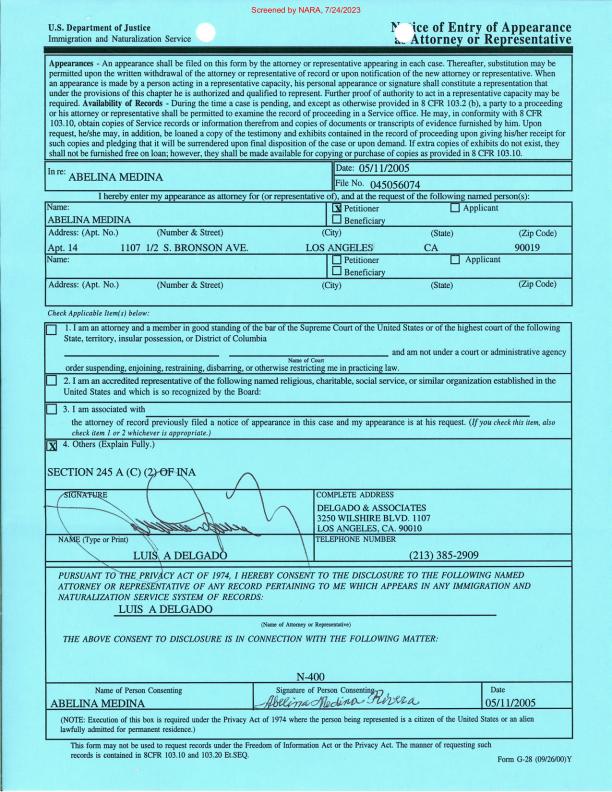 Screened by NARA, 7/24/2023
U.S. Department of Justice
Immigration and Naturalization Service
Notice of Entry of Appearance
as Attorney or Representative
Appearances - An appearance shall be filed on this form by the attorney or representative appearing in each case. Thereafter, substitution may be
permitted upon the written withdrawal of the attorney or representative of record or upon notification of the new attorney or representative. When
an appearance is made by a person acting in a representative capacity, his personal appearance or signature shall constitute a representation that
under the provisions of this chapter he is authorized and qualified to represent. Further proof of authority to act in a representative capacity may be
required. Availability of Records - During the time a case is pending, and except as otherwise provided in 8 CFR 103.2 (b), a party to a proceeding
or his attorney or representative shall be permitted to examine the record of proceeding in a Service office. He may, in conformity with 8 CFR
103.10, obtain copies of Service records or information therefrom and copies of documents or transcripts of evidence furnished by him. Upon
request, he/she may, in addition, be loaned a copy of the testimony and exhibits contained in the record of proceeding upon giving his/her receipt for
such copies and pledging that it will be surrendered upon final disposition of the case or upon demand. If extra copies of exhibits do not exist, they
shall not be furnished free on loan; however, they shall be made available for copying or purchase of copies as provided in 8 CFR 103.10.
In re: ABELINA MEDINA
Date: 05/11/2005
File No. 045056074
I hereby enter my appearance as attorney for (or representative of), and at the request of the following named person(s):
Name: X Petitioner Applicant
ABELINA MEDINA Beneficiary
Address: (Apt. No.) (Number & Street) (City) (State) (Zip Code)
Apt. 14 1107 1/2 S. BRONSON AVE. LOS ANGELES CA 90019
Name: Petitioner Applicant
Beneficiary
Address: (Apt. No.) (Number & Street) (City) (State) (Zip Code)
Check Applicable Item(s) below:
1. I am an attorney and a member in good standing of the bar of the Supreme Court of the United States or of the highest court of the following
State, territory, insular possession, or District of Columbia
and am not under a court or administrative agency
Name of Court
order suspending, enjoining, restraining, disbarring, or otherwise restricting me in practicing law.
2. I am an accredited representative of the following named religious, charitable, social service, or similar organization established in the
United States and which is so recognized by the Board:
3. I am associated with
the attorney of record previously filed a notice of appearance in this case and my appearance is at his request. (If you check this item, also
check item 1 or 2 whichever is appropriate.)
X 4. Others (Explain Fully.)
SECTION 245 A (C) (2) OF INA
SIGNATURE
COMPLETE ADDRESS
DELGADO & ASSOCIATES
3250 WILSHIRE BLVD. 1107
LOS ANGELES, CA. 90010
NAME (Type or Print) TELEPHONE NUMBER
LUIS. A DELGADO (213) 385-2909
PURSUANT TO THE PRIVACY ACT OF 1974, I HEREBY CONSENT TO THE DISCLOSURE TO THE FOLLOWING NAMED
ATTORNEY OR REPRESENTATIVE OF ANY RECORD PERTAINING TO ME WHICH APPEARS IN ANY IMMIGRATION AND
NATURALIZATION SERVICE SYSTEM OF RECORDS:
LUIS A DELGADO
(Name of Attorney or Representative)
THE ABOVE CONSENT TO DISCLOSURE IS IN CONNECTION WITH THE FOLLOWING MATTER:
N-400
Name of Person Consenting Signature of Person Consenting Date
ABELINA MEDINA Abelina Medina Rivera 05/11/2005
(NOTE: Execution of this box is required under the Privacy Act of 1974 where the person being represented is a citizen of the United States or an alien
lawfully admitted for permanent residence.)
This form may not be used to request records under the Freedom of Information Act or the Privacy Act. The manner of requesting such
records is contained in 8CFR 103.10 and 103.20 Et.SEQ.
Form G-28 (09/26/00)Y